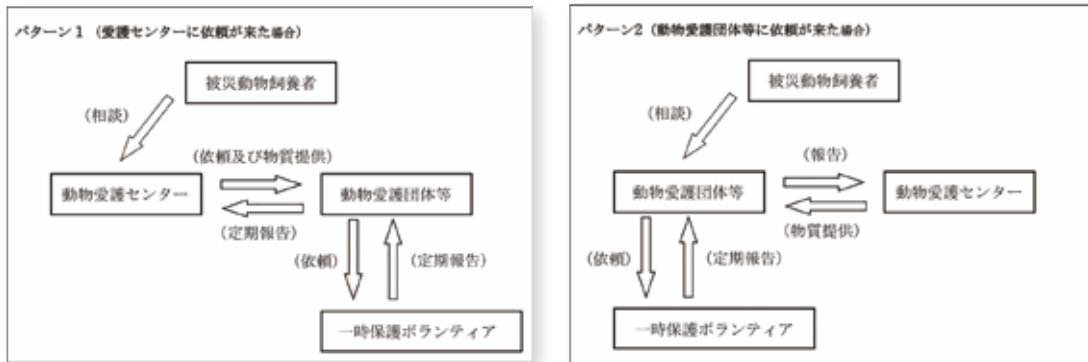 パターン1（愛護センターに依頼が来た場合）
被災動物飼養者
（相談）
（依頼及び物質提供）
動物愛護センター
動物愛護団体等
（定期報告）
（依頼）
（定期報告）
一時保護ボランティア
パターン2（動物愛護団体等に依頼が来た場合）
被災動物飼養者
（相談）
（報告）
動物愛護団体等
動物愛護センター
（物質提供）
（依頼）
（定期報告）
一時保護ボランティア